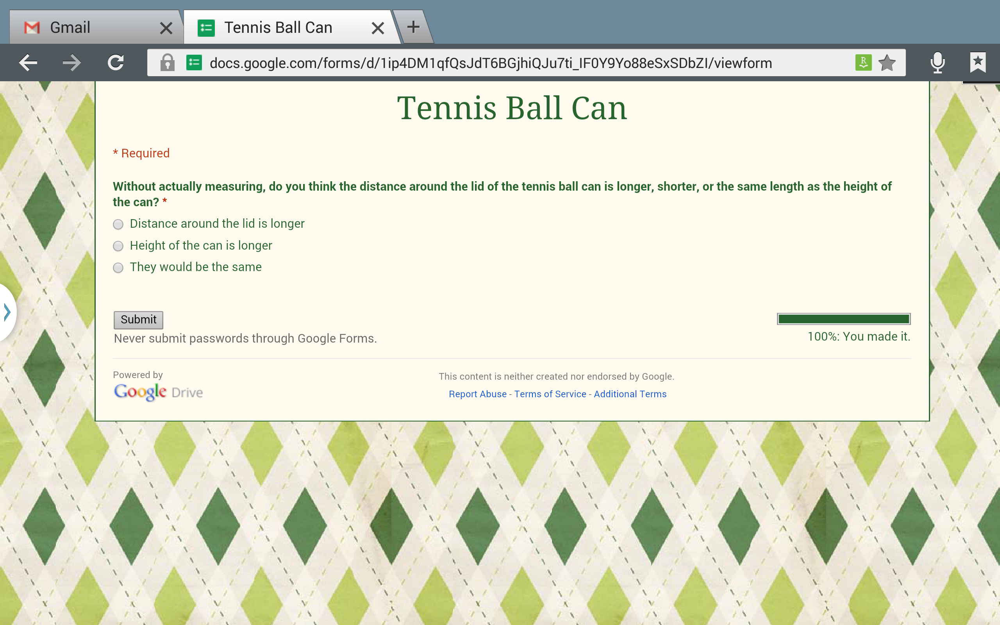 Gmail
Tennis Ball Can
docs.google.com/forms/d/1ip4DM1qfQsJdT6BGjhiQJu7ti_IF0Y9Yo88eSxSDbZI/viewform
R
Tennis Ball Can
* Required
Without actually measuring, do you think the distance around the lid of the tennis ball can is longer, shorter, or the same length as the height of
the can? *
Distance around the lid is longer
Height of the can is longer
They would be the same
Submit
Never submit passwords through Google Forms.
100%: You made it.
Powered by
Google Drive
This content is neither created nor endorsed by Google.
Report Abuse - Terms of Service - Additional Terms